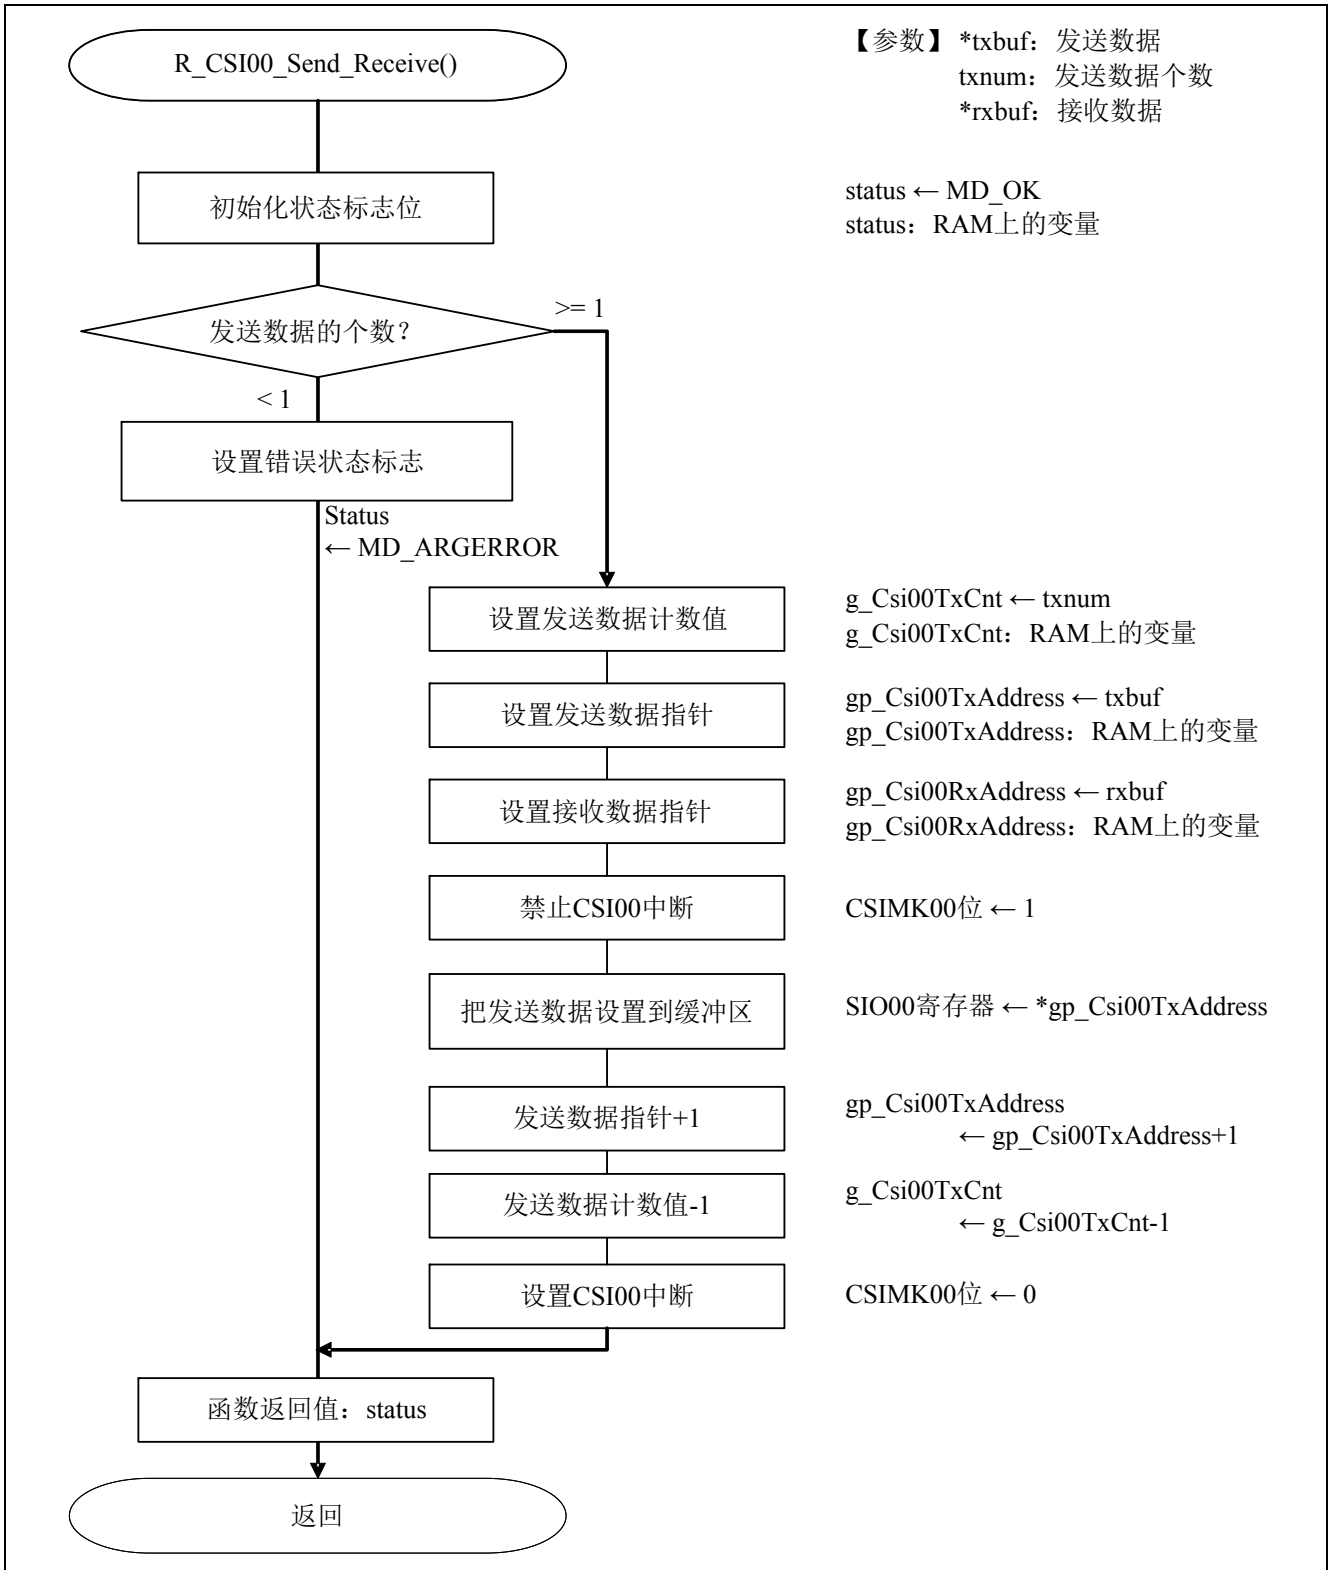 R_CSI00_Send_Receive()
【参数】 *txbuf：发送数据
txnum：发送数据个数
*rxbuf：接收数据
初始化状态标志位
status ← MD_OK
status：RAM上的变量
发送数据的个数？
>= 1
< 1
设置错误状态标志
Status
← MD_ARGERROR
设置发送数据计数值
g_Csi00TxCnt ← txnum
g_Csi00TxCnt：RAM上的变量
设置发送数据指针
gp_Csi00TxAddress ← txbuf
gp_Csi00TxAddress：RAM上的变量
设置接收数据指针
gp_Csi00RxAddress ← rxbuf
gp_Csi00RxAddress：RAM上的变量
禁止CSI00中断
CSIMK00位 ← 1
把发送数据设置到缓冲区
SIO00寄存器 ← *gp_Csi00TxAddress
发送数据指针+1
gp_Csi00TxAddress
← gp_Csi00TxAddress+1
发送数据计数值-1
g_Csi00TxCnt
← g_Csi00TxCnt-1
设置CSI00中断
CSIMK00位 ← 0
函数返回值：status
返回